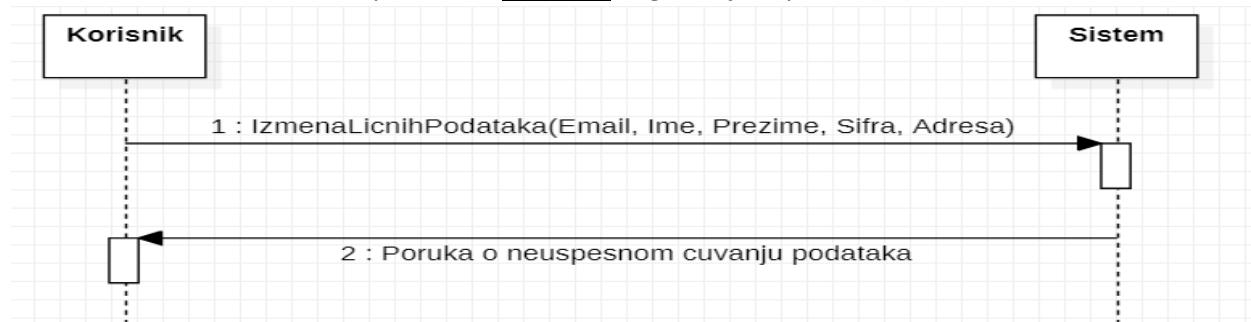 Korisnik
Sistem
1 : IzmenaLicnihPodataka(Email, Ime, Prezime, Sifra, Adresa)
2 : Poruka o neuspesnom cuvanju podataka